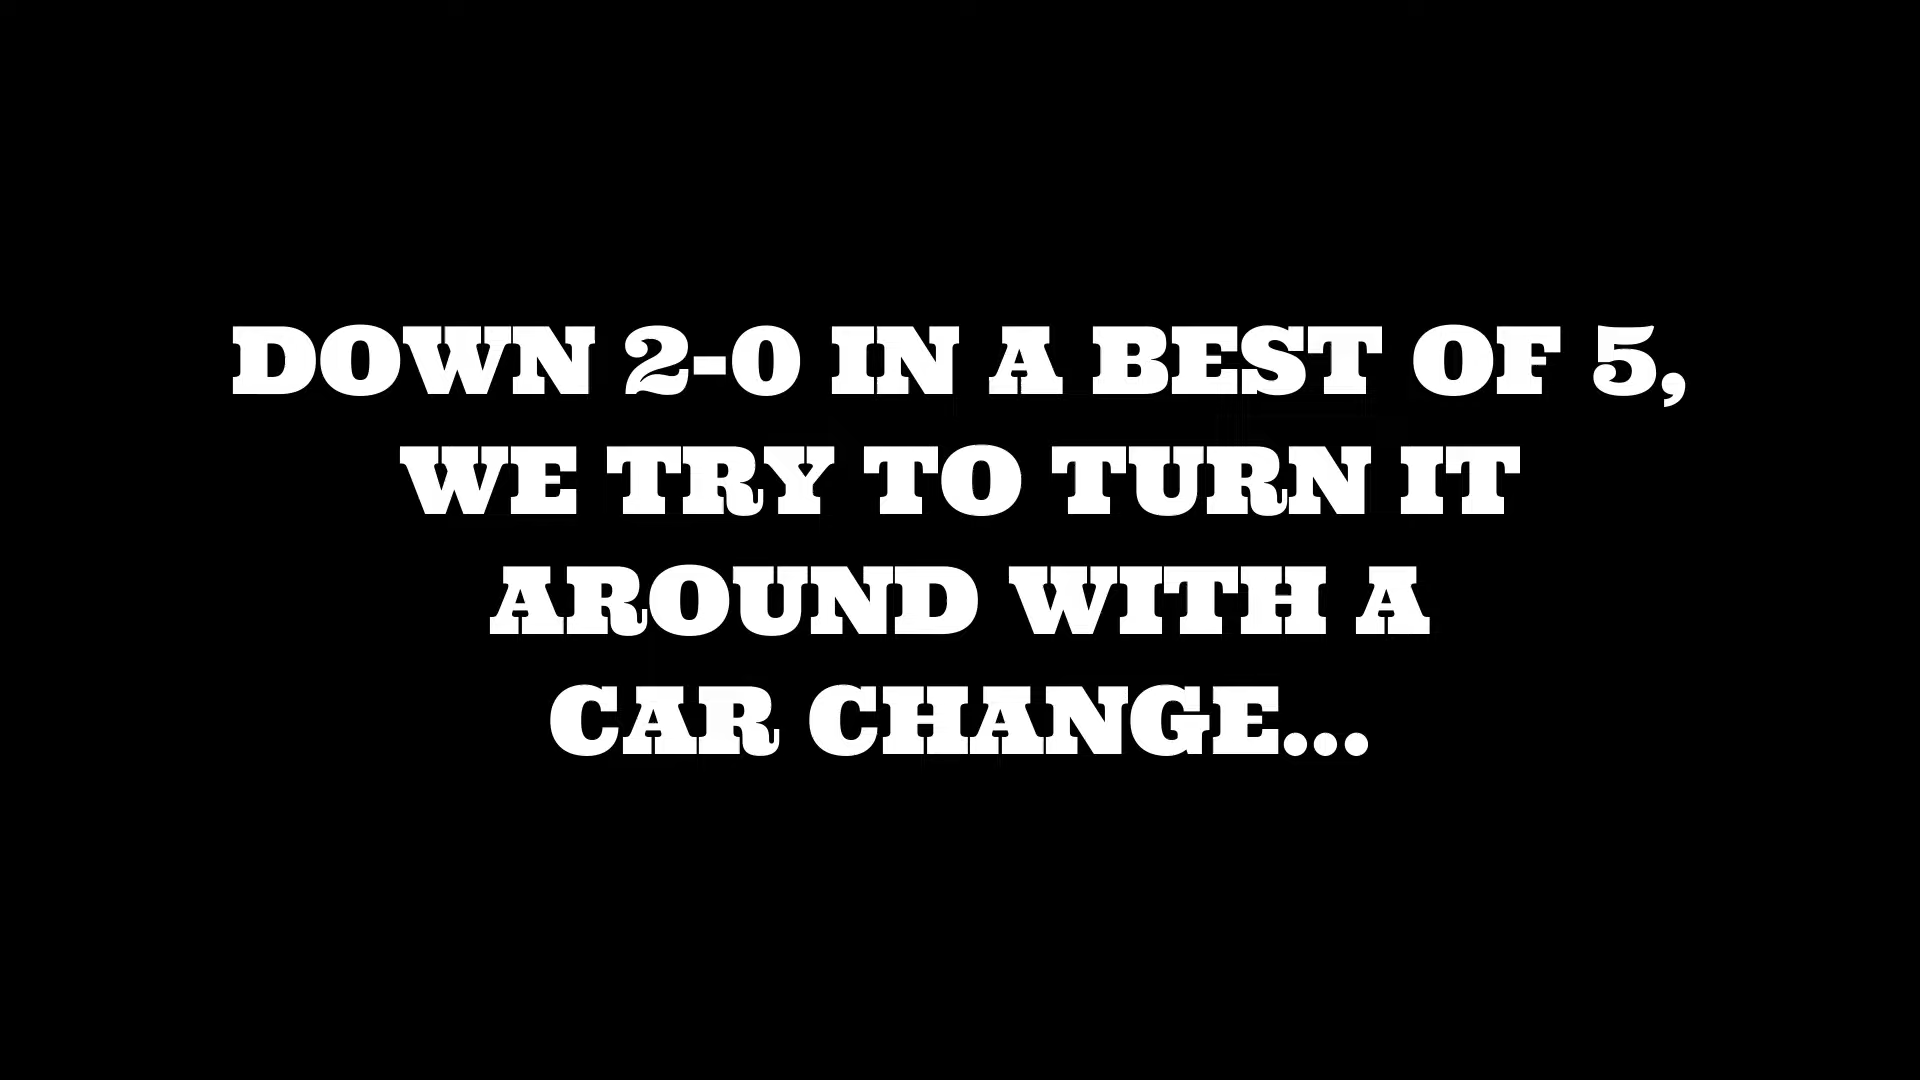 DOWN 2-0 IN A BEST OF 5,
WE TRY TO TURN IT
AROUND WITH A
CAR CHANGE...